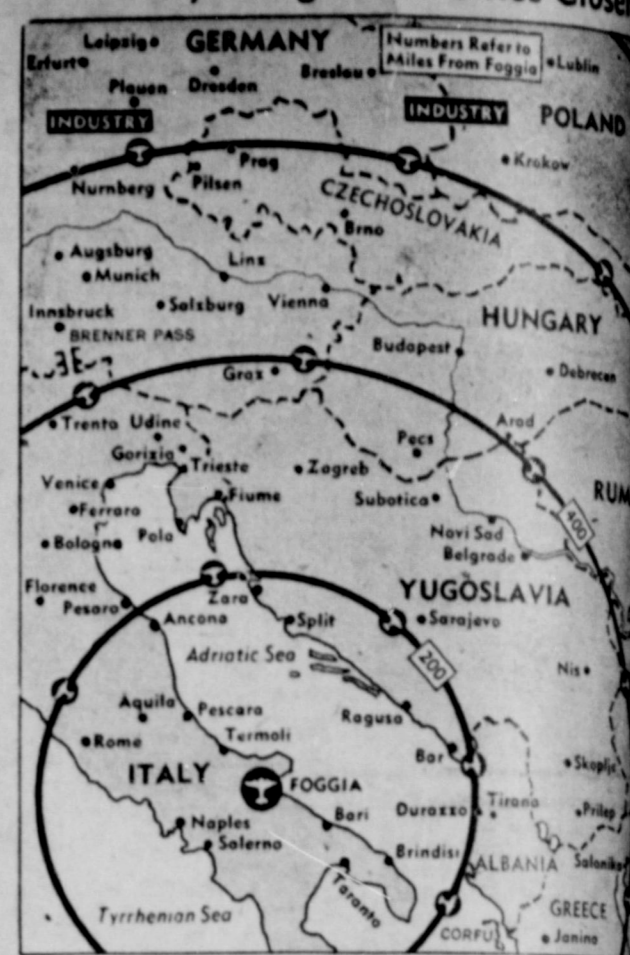 Closer
Leipzig
GERMANY
Numbers Refer to
Miles From Foggia
Lublin
Erfurt
Breslau
Plauen
Dresden
INDUSTRY
INDUSTRY
POLAND
Prag
Krakow
Nurnberg
Pilsen
CZECHOSLOVAKIA
Brno
Augsburg
Munich
Linz
Innsbruck
Salzburg
Vienna
BRENNER PASS
HUNGARY
Budapest
Graz
Debrecen
Trento
Udine
Arad
Gorizia
Pecs
Trieste
Zagreb
Venice
Fiume
Subotica
RUM
Ferrara
400
Bologna
Pola
Novi Sad
Belgrade
Florence
Zara
YUGOSLAVIA
Pesaro
Ancona
Split
Sarajevo
Adriatic Sea
200
Nis
Aquila
Pescara
Ragusa
Rome
Termoli
Bar
Skoplje
ITALY
FOGGIA
Durazzo
Tirana
Prilep
Naples
Bari
Salerno
Brindisi
ALBANIA
Salonika
Taranto
Tyrrhenian Sea
GREECE
CORFU
Janina